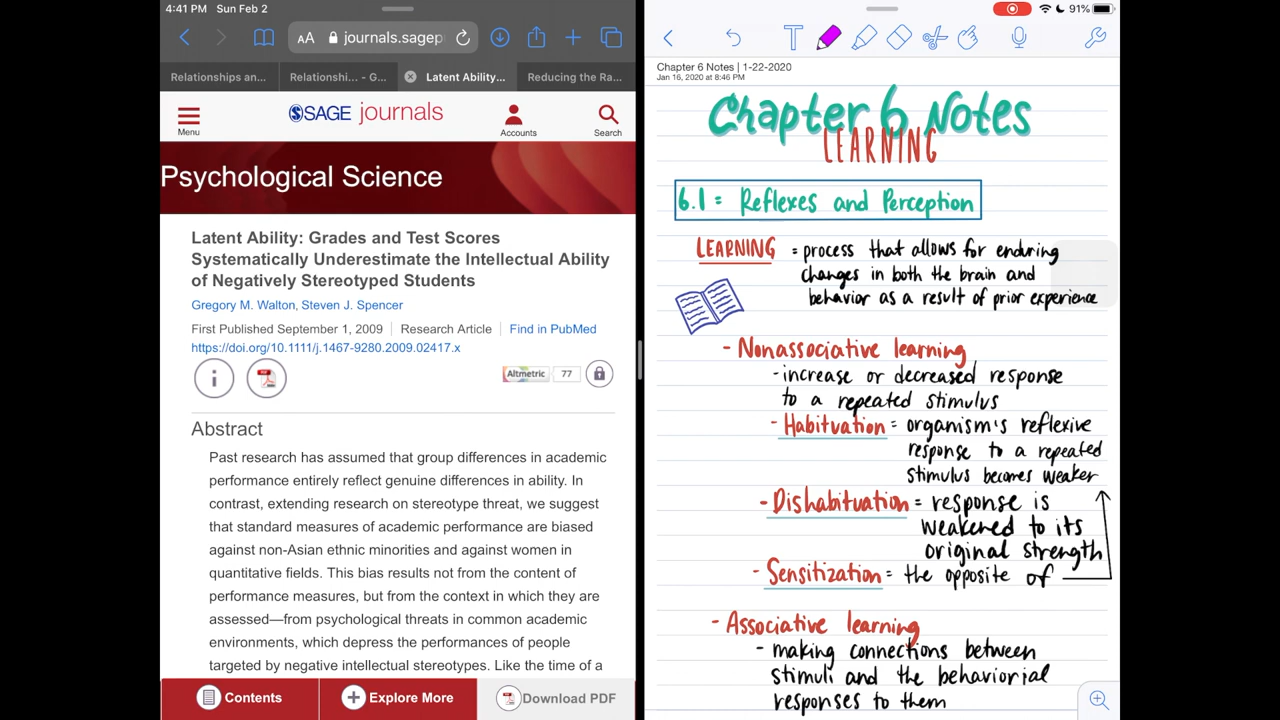 4:41 PM Sun Feb 2
AA journals.sagep
Relationships an...
Relationshi... - G...
Latent Ability...
Reducing the Ra...
Menu
SAGE journals
Accounts
Search
Psychological Science
Latent Ability: Grades and Test Scores
Systematically Underestimate the Intellectual Ability
of Negatively Stereotyped Students
Gregory M. Walton, Steven J. Spencer
First Published September 1, 2009 | Research Article | Find in PubMed
https://doi.org/10.1111/j.1467-9280.2009.02417.x
Altmetric 77
Abstract
Past research has assumed that group differences in academic
performance entirely reflect genuine differences in ability. In
contrast, extending research on stereotype threat, we suggest
that standard measures of academic performance are biased
against non-Asian ethnic minorities and against women in
quantitative fields. This bias results not from the content of
performance measures, but from the context in which they are
assessed—from psychological threats in common academic
environments, which depress the performances of people
targeted by negative intellectual stereotypes. Like the time of a
Contents
Explore More
Download PDF
91%
T
Chapter 6 Notes | 1-22-2020
Jan 16, 2020 at 8:46 PM
Chapter 6 Notes
LEARNING
6.1 = Reflexes and Perception
LEARNING = process that allows for enduring
changes in both the brain and
behavior as a result of prior experience
- Nonassociative learning
- increase or decreased response
to a repeated stimulus
- Habituation = organism's reflexive
response to a repeated
stimulus becomes weaker
- Dishabituation = response is
weakened to its
original strength
- Sensitization = the opposite of
- Associative learning
- making connections between
stimuli and the behaviorial
responses to them